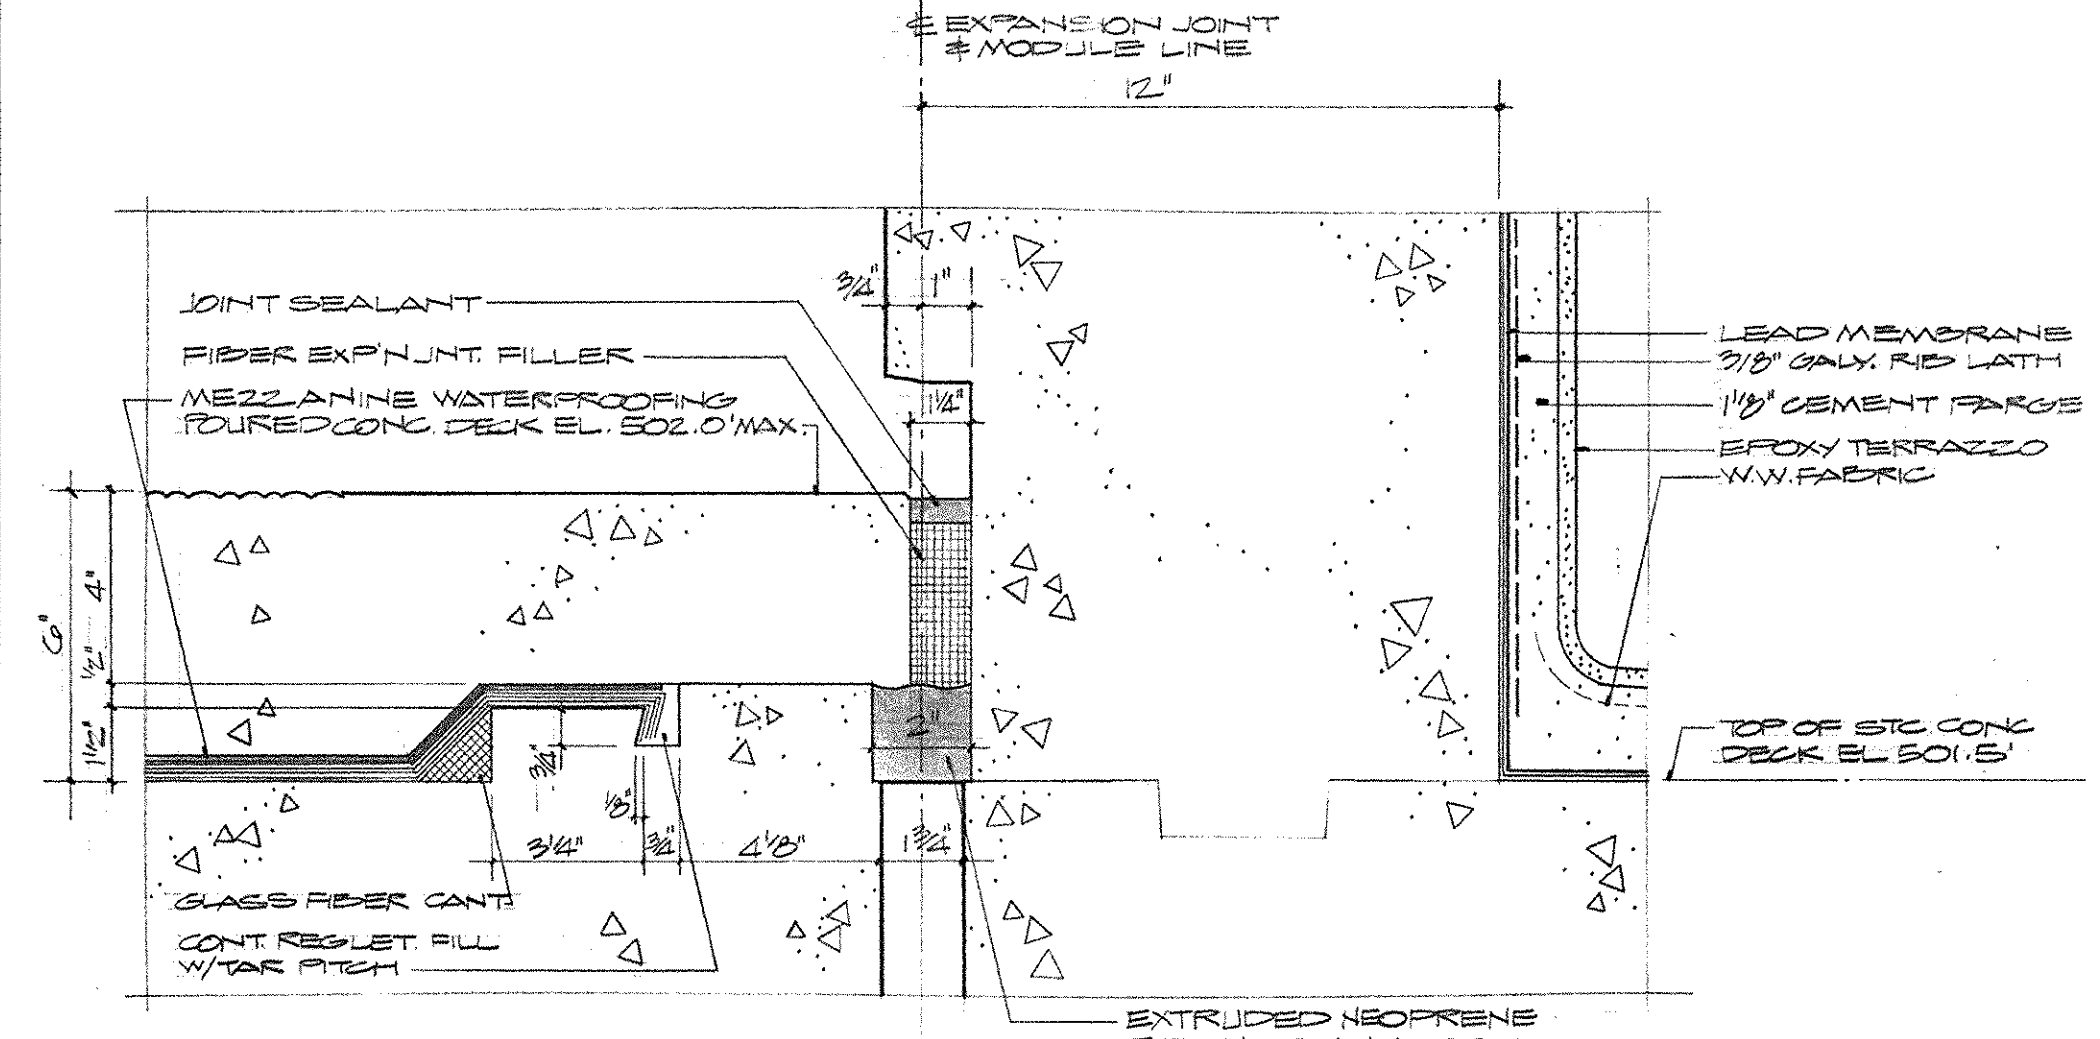 ℄ EXPANSION JOINT
& MODULE LINE
12"
3/4"
1"
JOINT SEALANT
FIBER EXP'N JNT. FILLER
MEZZANINE WATERPROOFING
POURED CONC. DECK EL. 502.0' MAX.
1 1/4"
LEAD MEMBRANE
3/8" GALV. RIB LATH
1 1/8" CEMENT PARGE
EPOXY TERRAZZO
W.W. FABRIC
6"
4"
1/2"
1 1/2"
2"
3/4"
1/8"
3 1/4"
3/4"
4 1/8"
1 3/4"
TOP OF STC. CONC
DECK EL 501.5'
GLASS FIBER CANT
CONT. REGLET. FILL
W/TAR PITCH
EXTRUDED NEOPRENE